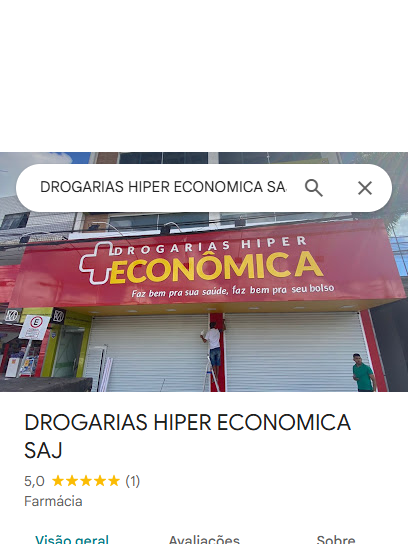 DROGARIAS HIPER ECONOMICA SA
DROGARIAS HIPER
ECONÔMICA
Faz bem pra sua saúde, faz bem pra seu bolso
E
DROGARIAS HIPER ECONOMICA
SAJ
5,0 ★★★★★ (1)
Farmácia
Visão geral Avaliações Sobre